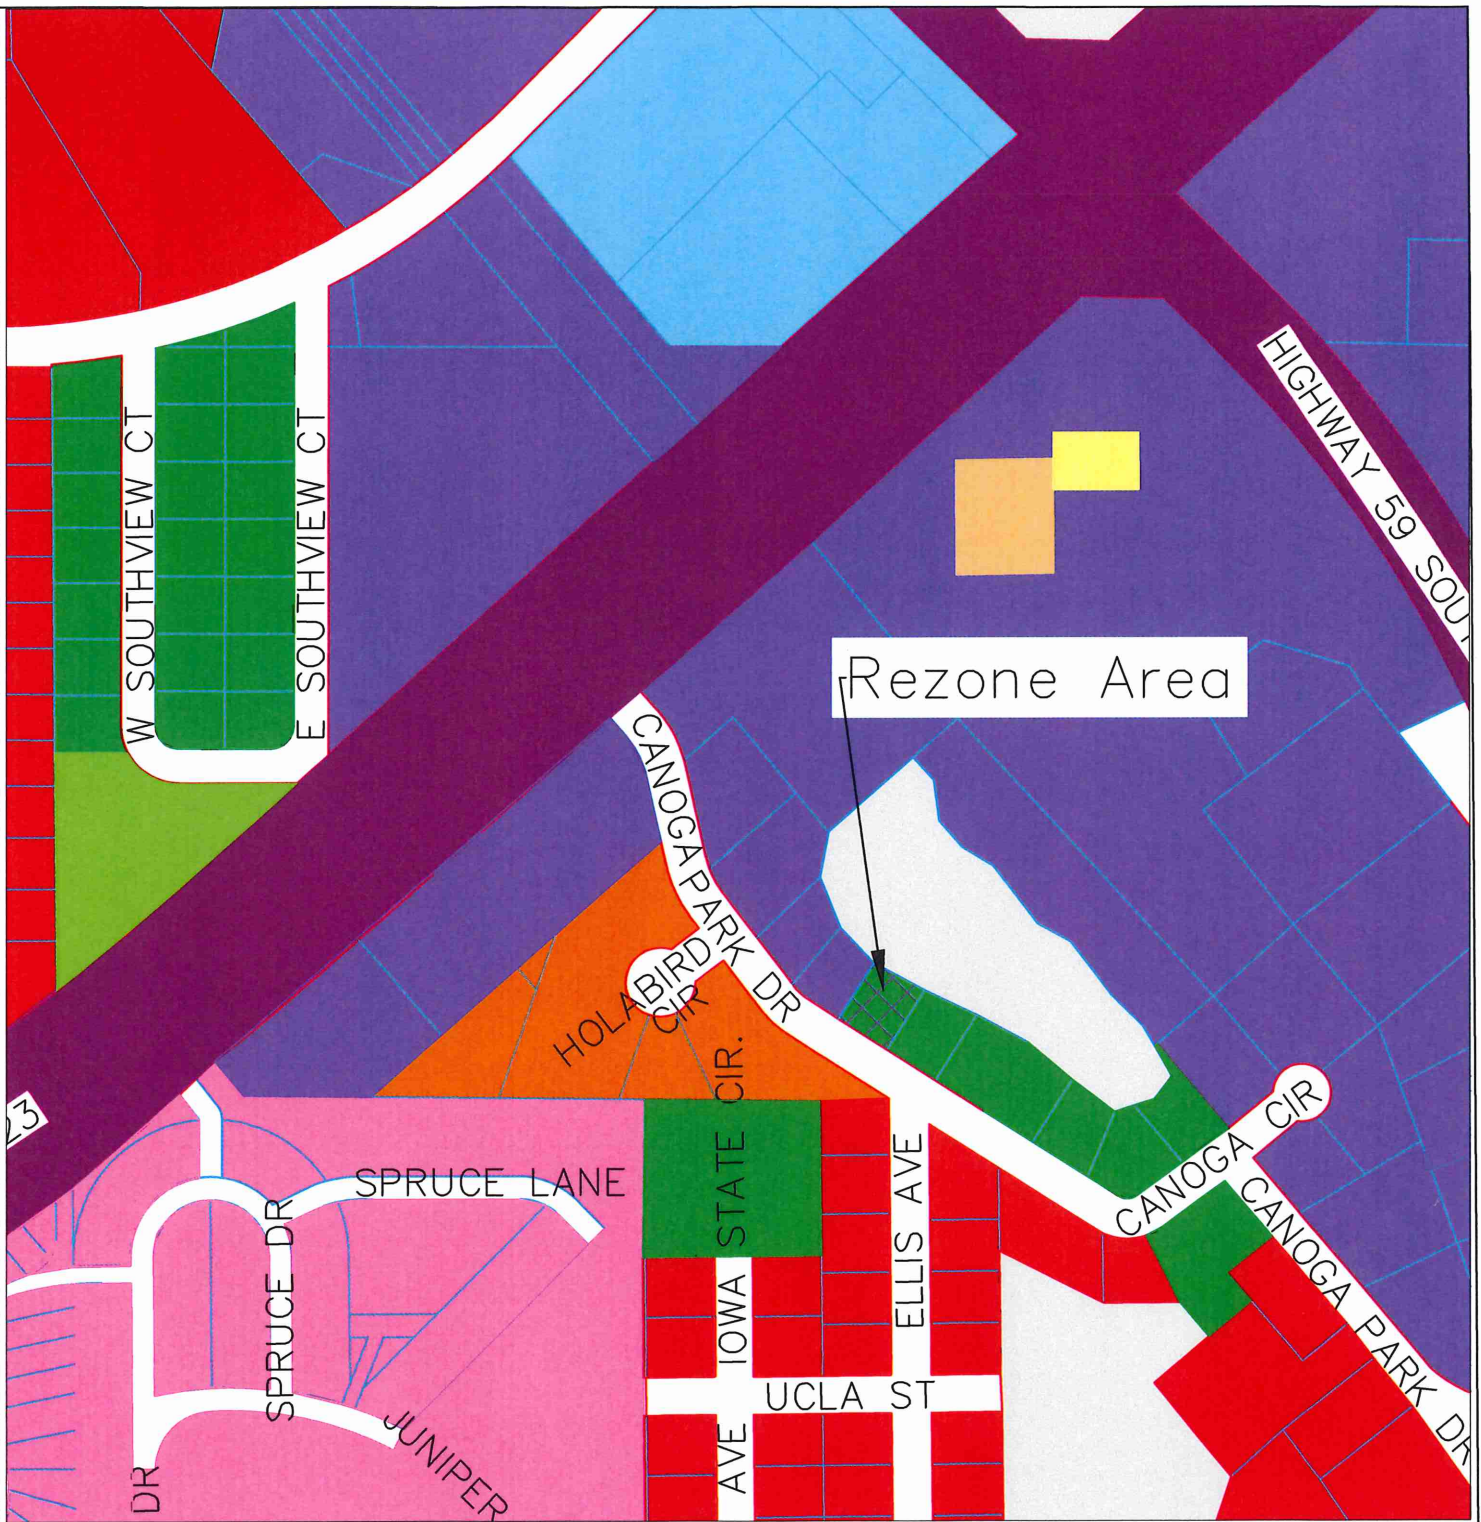 W SOUTHVIEW CT
E SOUTHVIEW CT
HIGHWAY 59 SOUT
Rezone Area
CANOGA PARK DR
HOLABIRD
CIR
23
SPRUCE LANE
SPRUCE DR
IOWA STATE CIR.
ELLIS AVE
CANOGA CIR
CANOGA PARK DR
UCLA ST
AVE
JUNIPER
DR